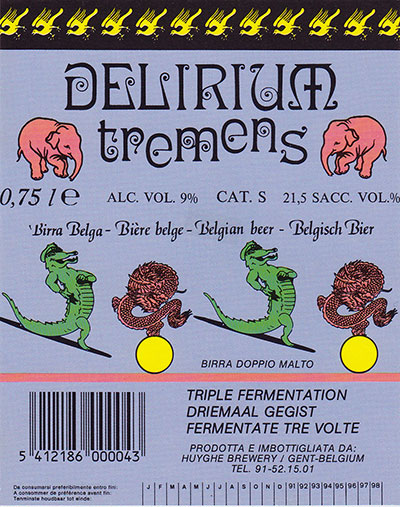 DELIRIUM
tremens
0,75 l e ALC. VOL. 9% CAT. S 21,5 SACC. VOL.%
Birra Belga - Bière belge - Belgian beer - Belgisch Bier
BIRRA DOPPIO MALTO
TRIPLE FERMENTATION
DRIEMAAL GEGIST
FERMENTATE TRE VOLTE
PRODOTTA E IMBOTTIGLIATA DA:
HUYGHE BREWERY / GENT-BELGIUM
TEL. 91-52.15.01
5 412186 000043
Da consumarsi preferibilmente entro fini:
A consommer de préférence avant fin:
Tenminste houdbaar tot einde:
J F M A M J J A S O N D 91 92 93 94 95 96 97 98